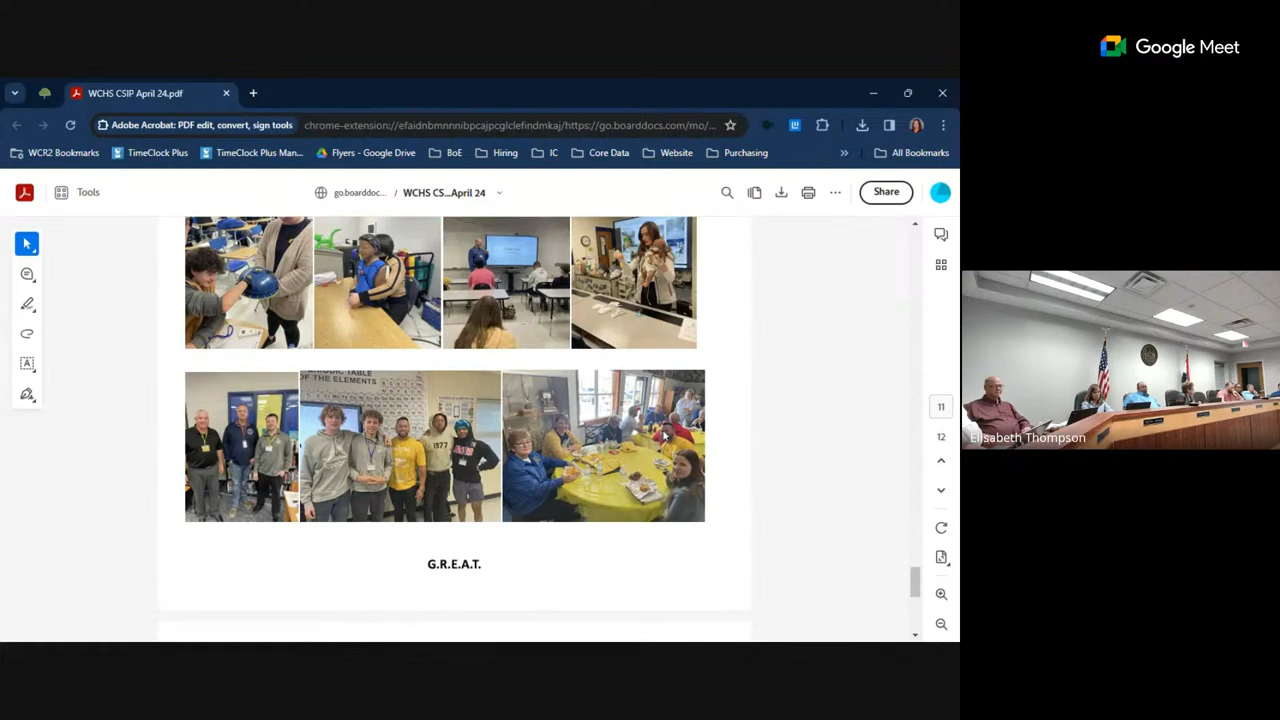 Google Meet
WCHS CSIP April 24.pdf
Adobe Acrobat: PDF edit, convert, sign tools
chrome-extension://efaidnbmnnnibpcajpcglclefindmkaj/https://go.boarddocs.com/mo/...
WCR2 Bookmarks
TimeClock Plus
TimeClock Plus Man...
Flyers - Google Drive
BoE
Hiring
IC
Core Data
Website
Purchasing
All Bookmarks
Tools
go.boarddoc...
/
WCHS CS...April 24
Share
PERIODIC TABLE
OF THE ELEMENTS
1977
G.R.E.A.T.
11
12
Elisabeth Thompson